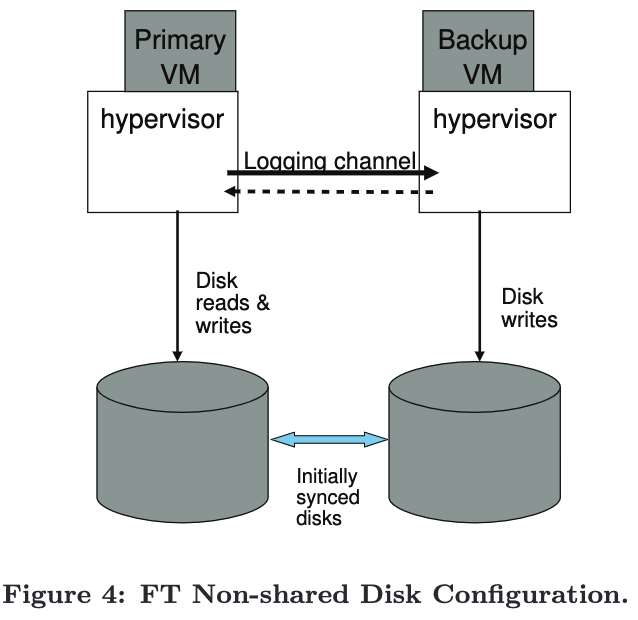 Primary
VM
Backup
VM
hypervisor
hypervisor
Logging channel
Disk
reads &
writes
Disk
writes
Initially
synced
disks
Figure 4: FT Non-shared Disk Configuration.